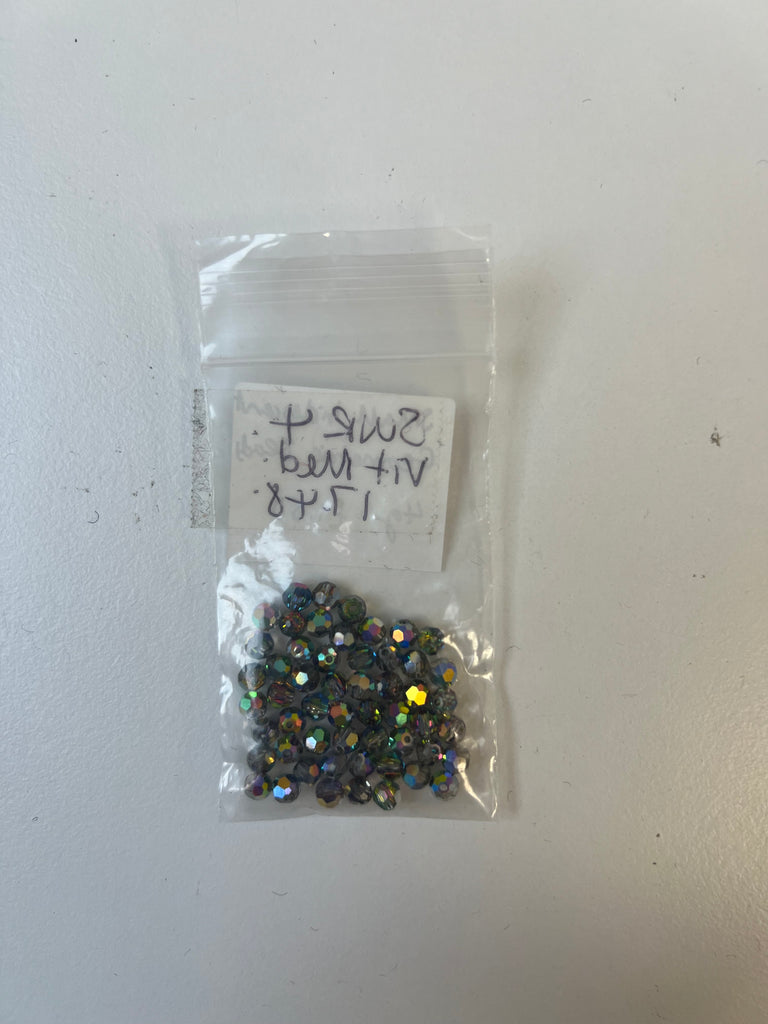 SWR 4.
Vit Med.
1748.